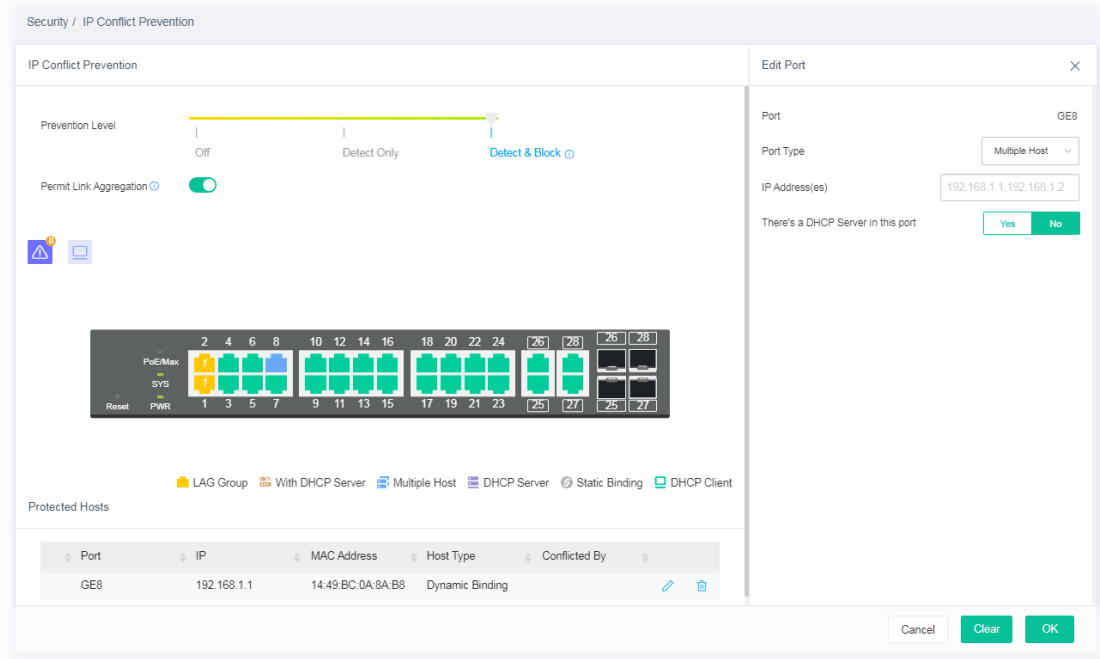 Security / IP Conflict Prevention
IP Conflict Prevention
Edit Port
Prevention Level
Off
Detect Only
Detect & Block
Port
GE8
Port Type
Multiple Host
Permit Link Aggregation
IP Address(es)
192.168.1.1,192.168.1.2
There's a DHCP Server in this port
Yes
No
0
2 4 6 8 10 12 14 16 18 20 22 24 26 28 26 28
PoE/Max
SYS
Reset PWR
1 3 5 7 9 11 13 15 17 19 21 23 25 27 25 27
LAG Group With DHCP Server Multiple Host DHCP Server Static Binding DHCP Client
Protected Hosts
Port IP MAC Address Host Type Conflicted By
GE8 192.168.1.1 14:49:BC:0A:8A:B8 Dynamic Binding
Cancel
Clear
OK